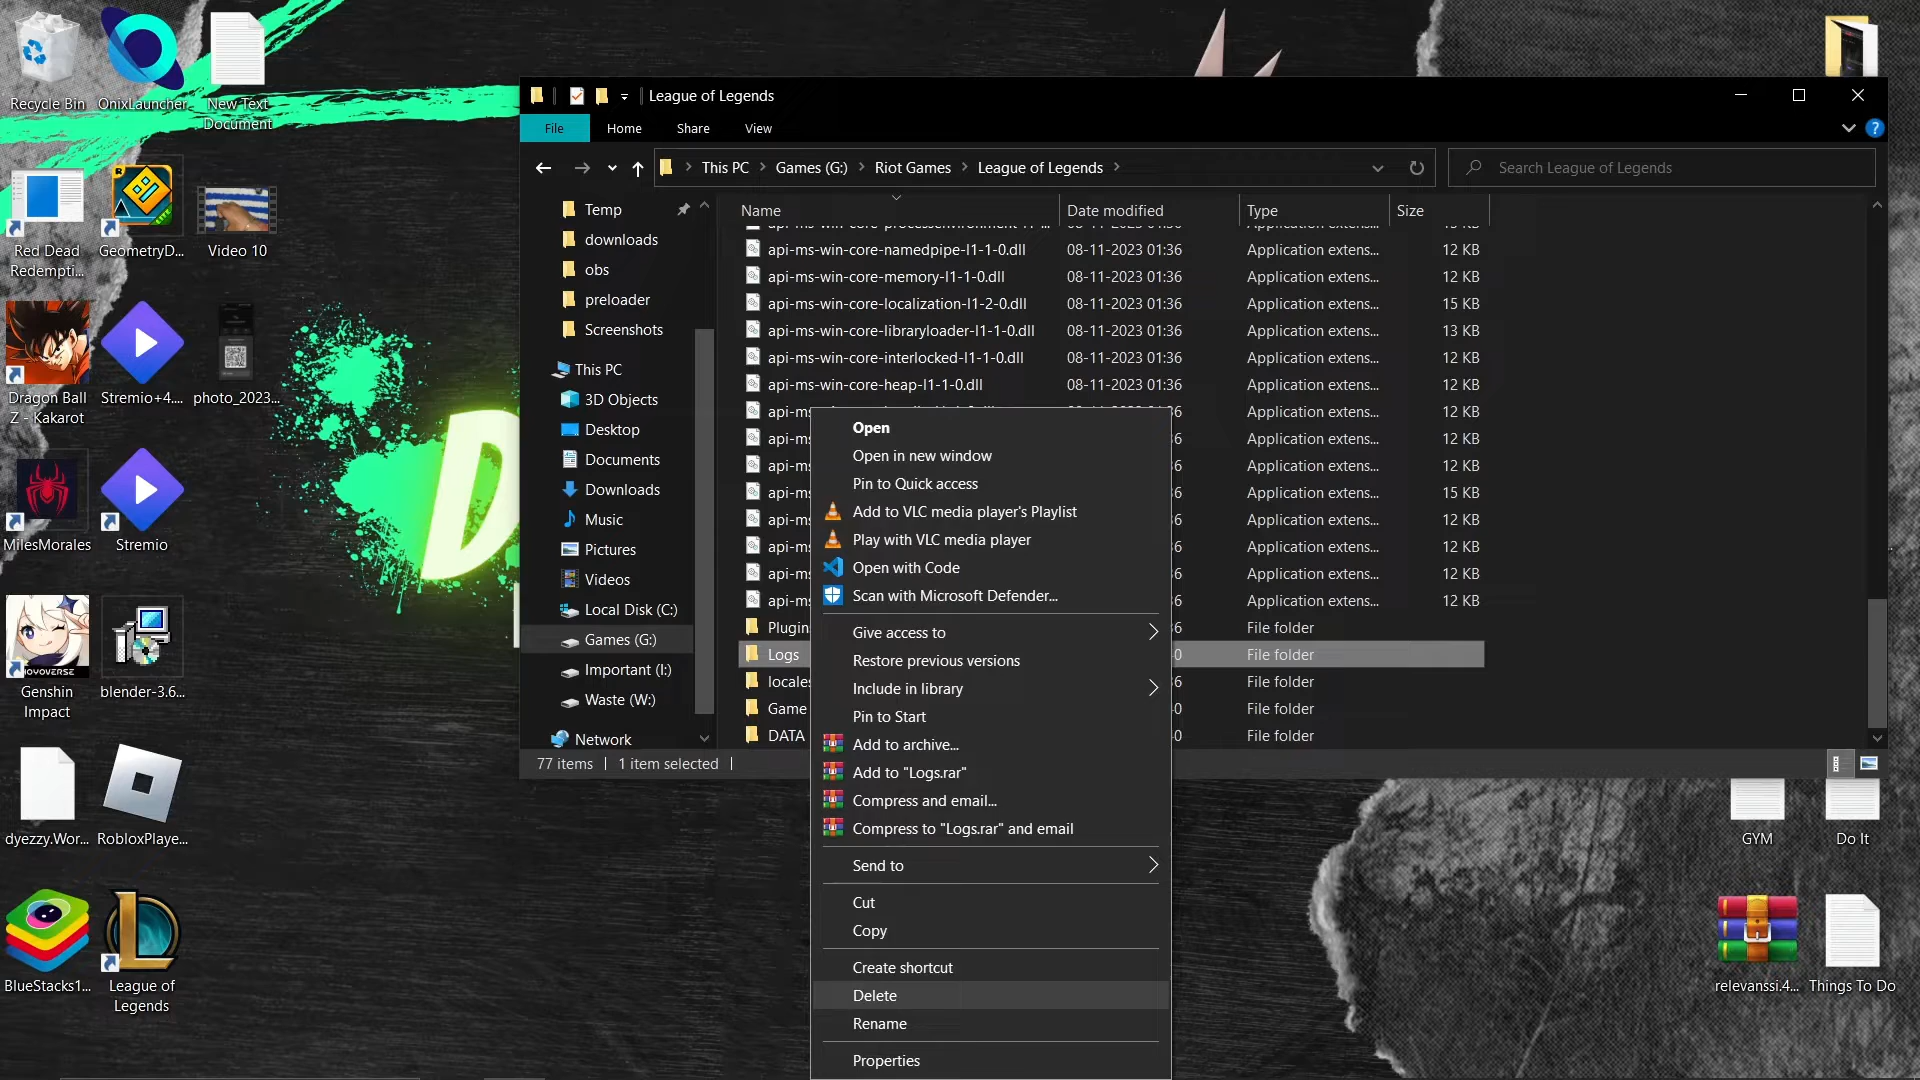 Recycle Bin
OnixLauncher
New Text
Document
Red Dead
Redempti...
GeometryD...
Video 10
Dragon Ball
Z - Kakarot
Stremio+4....
photo_2023...
MilesMorales
Stremio
Genshin
Impact
blender-3.6...
dyezzy.Wor...
RobloxPlaye...
BlueStacks1...
League of
Legends
D
League of Legends
File
Home
Share
View
This PC
Games (G:)
Riot Games
League of Legends
Search League of Legends
Temp
downloads
obs
preloader
Screenshots
This PC
3D Objects
Desktop
Documents
Downloads
Music
Pictures
Videos
Local Disk (C:)
Games (G:)
Important (I:)
Waste (W:)
Network
Name Date modified Type Size
api-ms-win-core-namedpipe-l1-1-0.dll 08-11-2023 01:36 Application extens... 12 KB
api-ms-win-core-memory-l1-1-0.dll 08-11-2023 01:36 Application extens... 12 KB
api-ms-win-core-localization-l1-2-0.dll 08-11-2023 01:36 Application extens... 15 KB
api-ms-win-core-libraryloader-l1-1-0.dll 08-11-2023 01:36 Application extens... 13 KB
api-ms-win-core-interlocked-l1-1-0.dll 08-11-2023 01:36 Application extens... 12 KB
api-ms-win-core-heap-l1-1-0.dll 08-11-2023 01:36 Application extens... 12 KB
Application extens... 12 KB
Application extens... 12 KB
Application extens... 12 KB
Application extens... 15 KB
Application extens... 12 KB
Application extens... 12 KB
Application extens... 12 KB
Application extens... 12 KB
Plugin File folder
Logs File folder
locales File folder
Game File folder
DATA File folder
77 items
1 item selected
Open
Open in new window
Pin to Quick access
Add to VLC media player's Playlist
Play with VLC media player
Open with Code
Scan with Microsoft Defender...
Give access to
Restore previous versions
Include in library
Pin to Start
Add to archive...
Add to "Logs.rar"
Compress and email...
Compress to "Logs.rar" and email
Send to
Cut
Copy
Create shortcut
Delete
Rename
Properties
GYM
Do It
relevanssi.4...
Things To Do